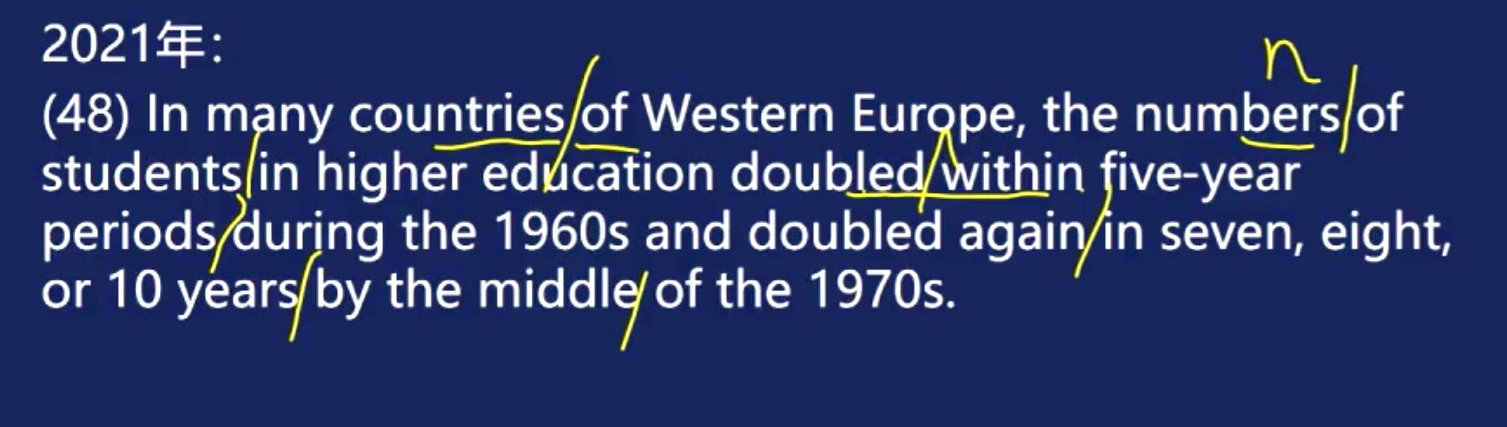 2021年：
n
(48) In many countries of Western Europe, the numbers of
students in higher education doubled within five-year
periods during the 1960s and doubled again in seven, eight,
or 10 years by the middle of the 1970s.